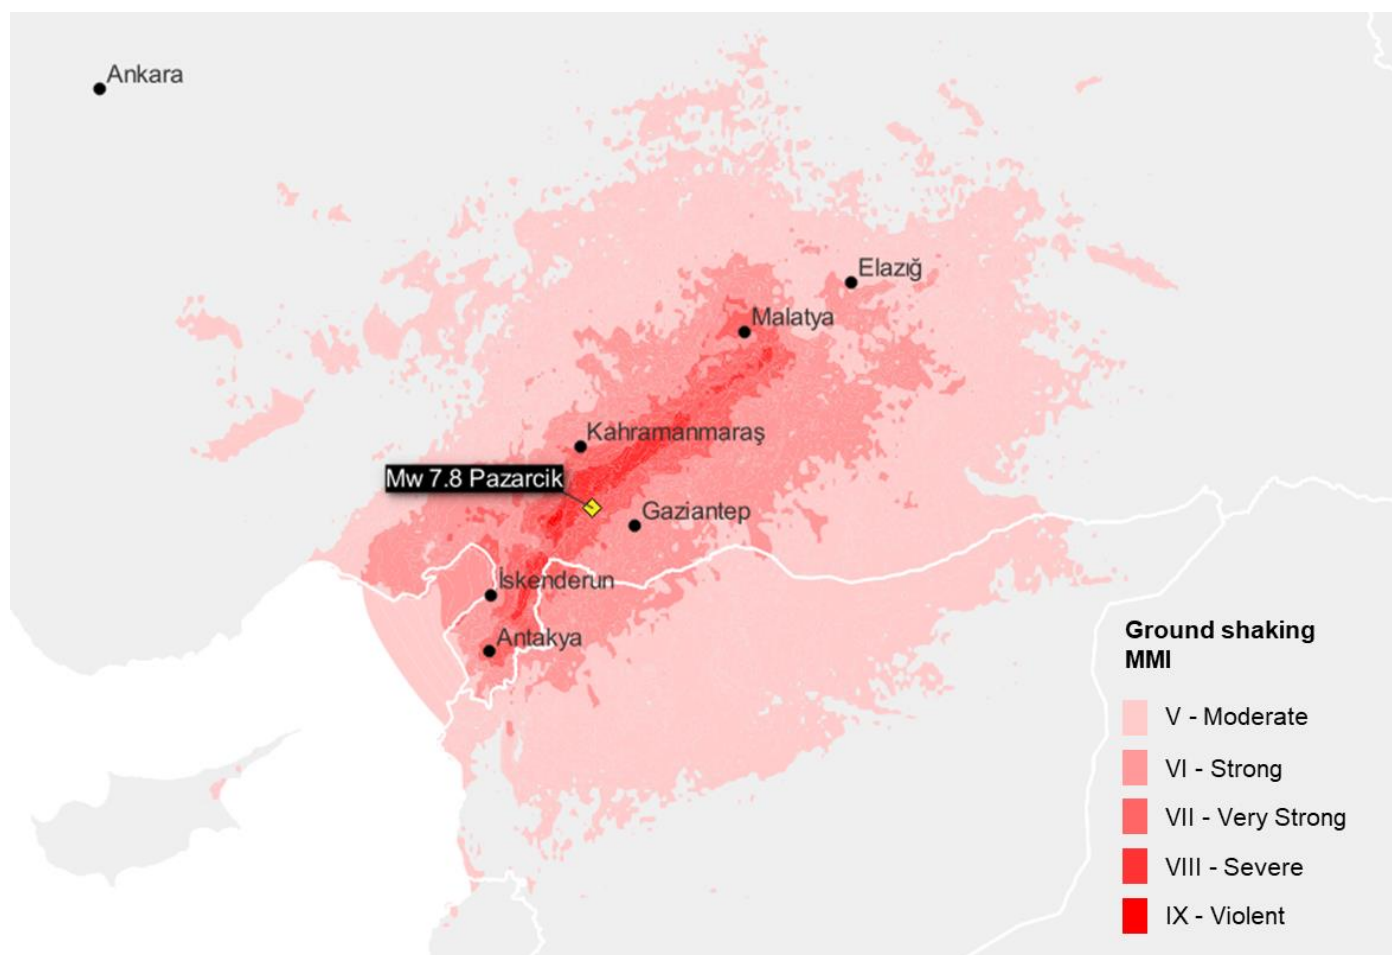 Ankara
Elazığ
Malatya
Kahramanmaraş
Mw 7.8 Pazarcik
Gaziantep
İskenderun
Antakya
Ground shaking
MMI
V - Moderate
VI - Strong
VII - Very Strong
VIII - Severe
IX - Violent